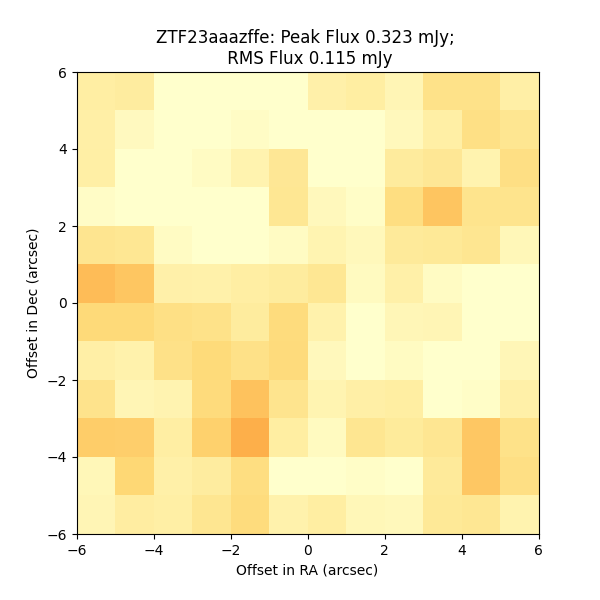 ZTF23aaazffe: Peak Flux 0.323 mJy;
RMS Flux 0.115 mJy
6
4
2
0
−2
−4
−6
Offset in Dec (arcsec)
−6 −4 −2 0 2 4 6
Offset in RA (arcsec)